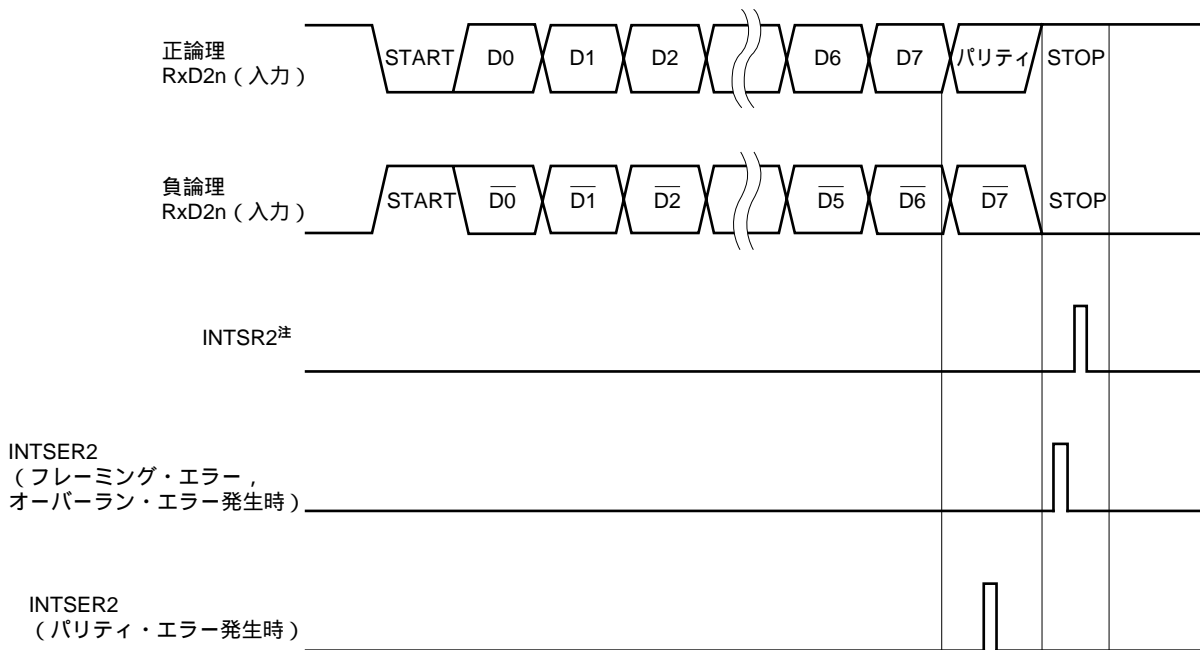 正論理
RxD2n（入力）
START D0 D1 D2 D6 D7 パリティ STOP
負論理
RxD2n（入力）
START D0 D1 D2 D5 D6 D7 STOP
INTSR2注
INTSER2
（フレーミング・エラー，
オーバーラン・エラー発生時）
INTSER2
（パリティ・エラー発生時）